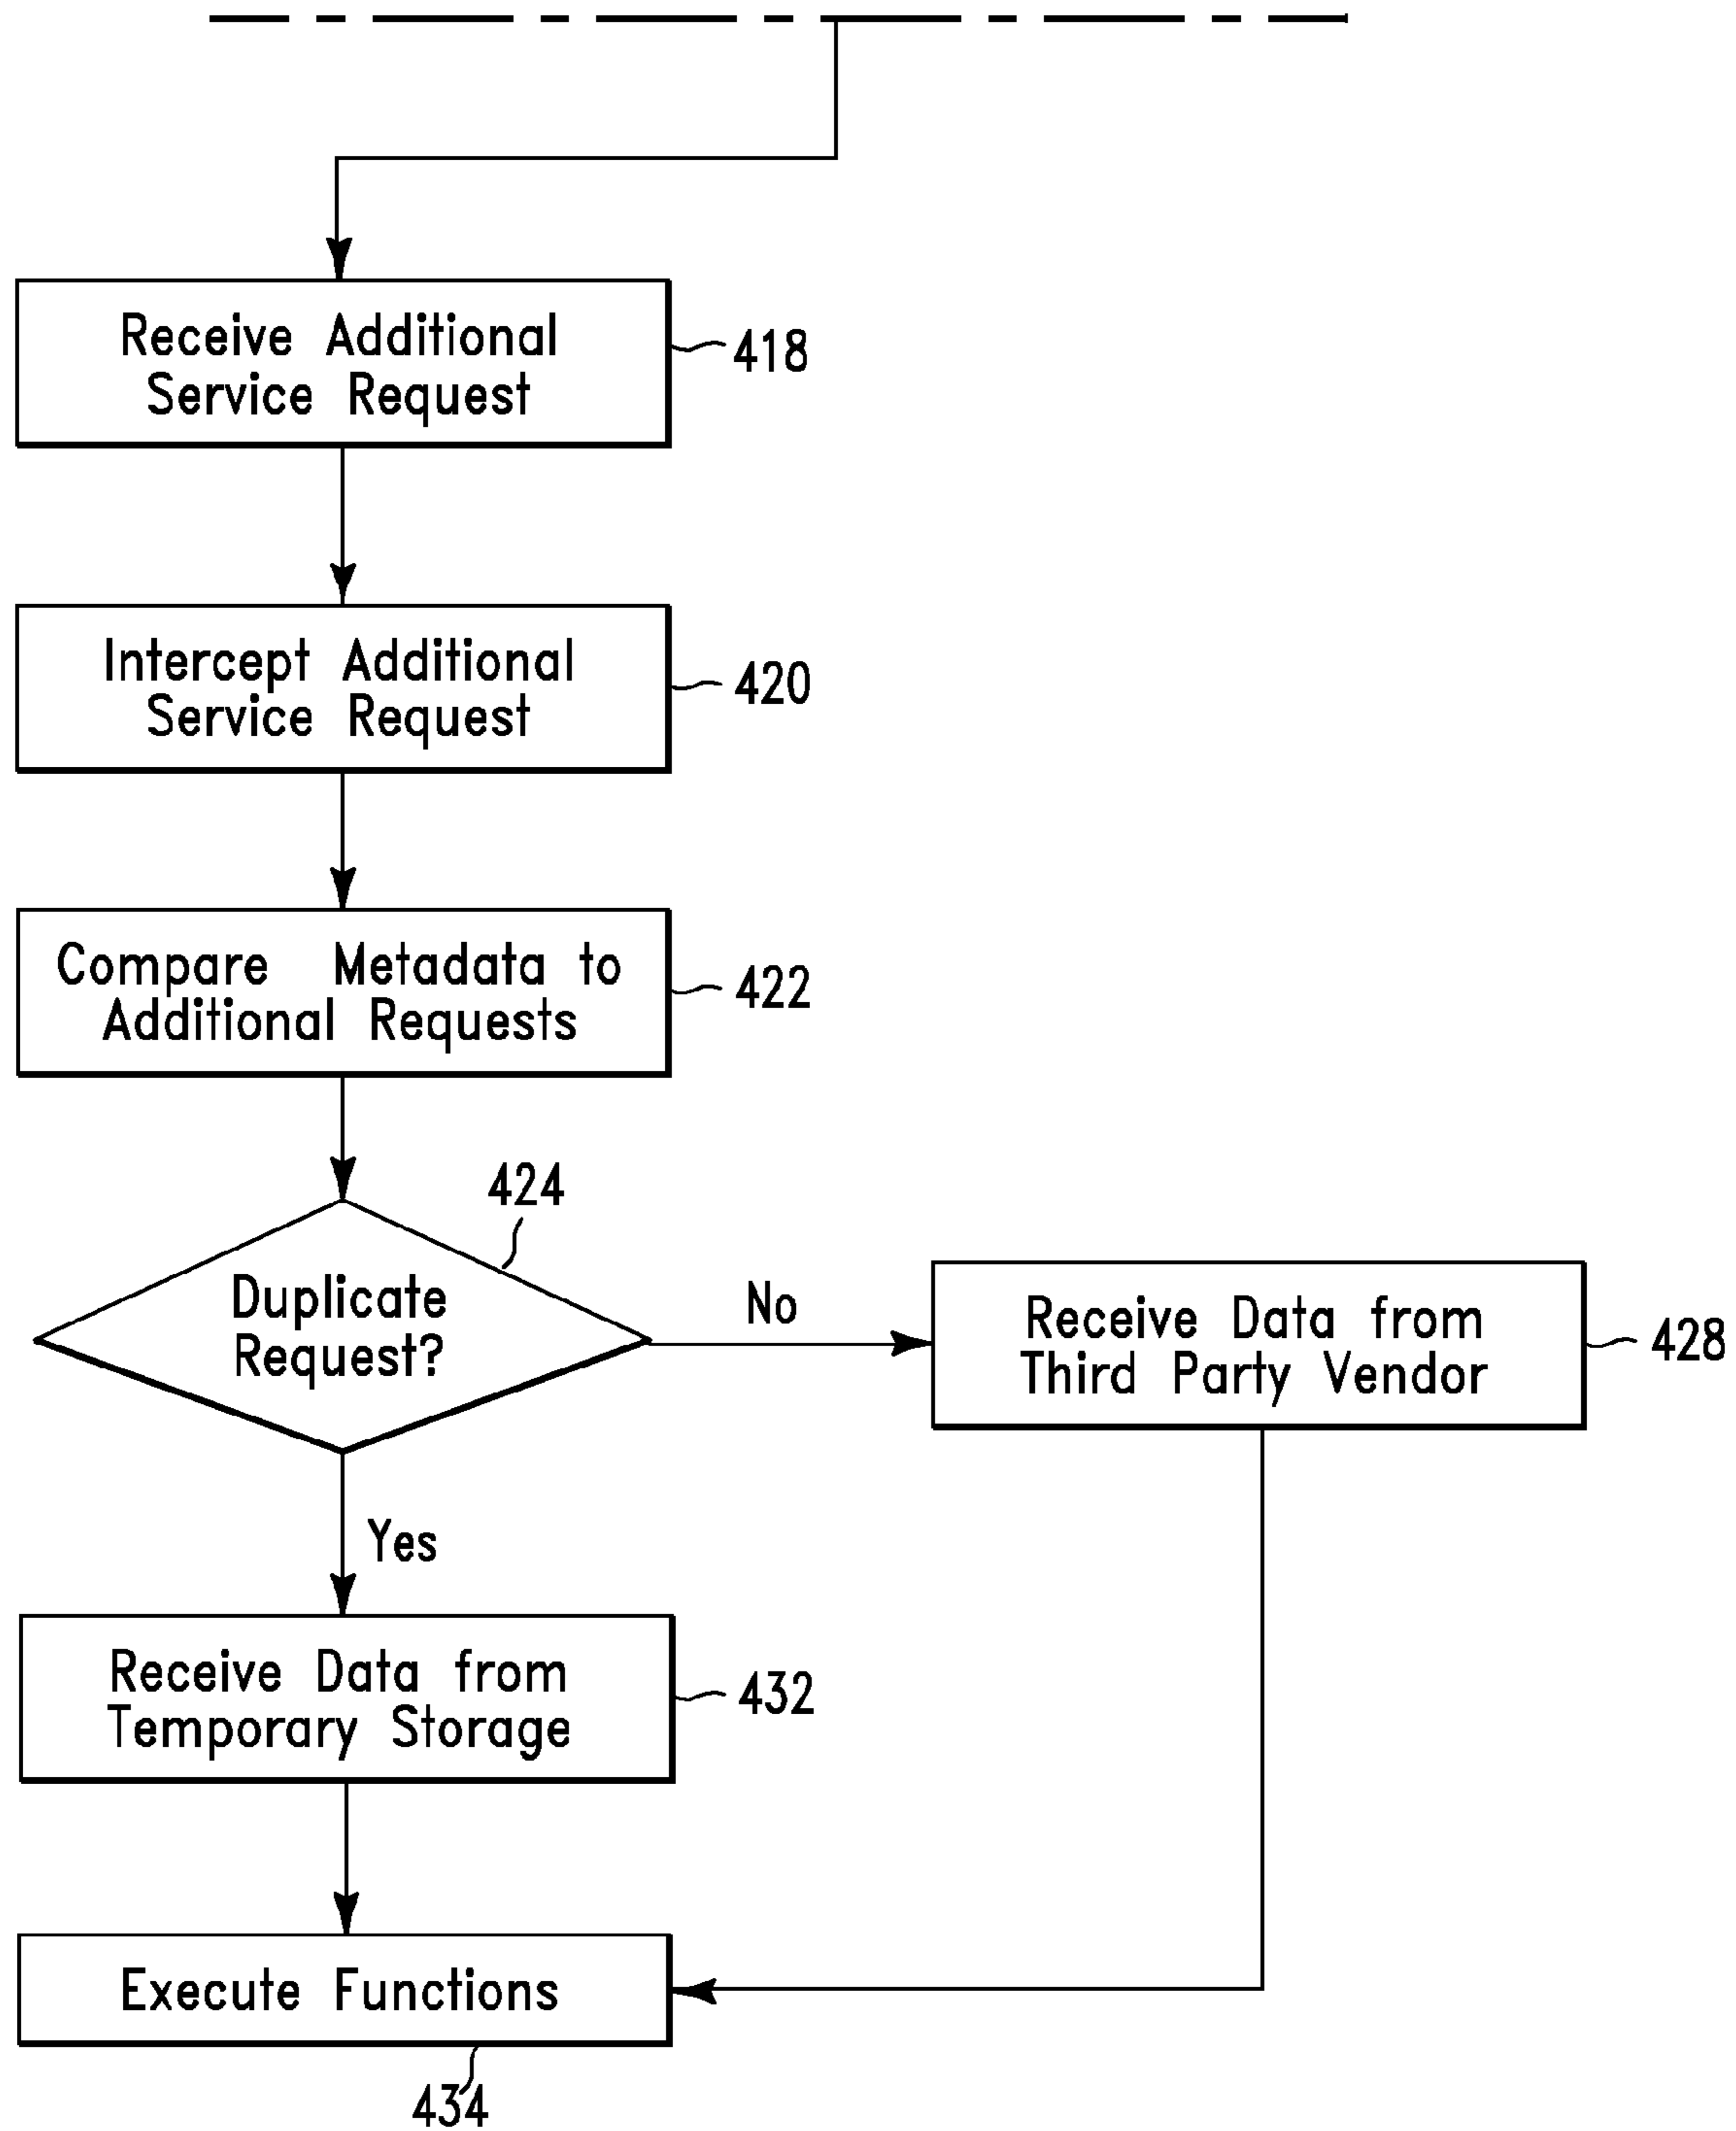 Receive Additional
Service Request
418
Intercept Additional
Service Request
420
Compare Metadata to
Additional Requests
422
424
Duplicate
Request?
No
Receive Data from
Third Party Vendor
428
Yes
Receive Data from
Temporary Storage
432
Execute Functions
434